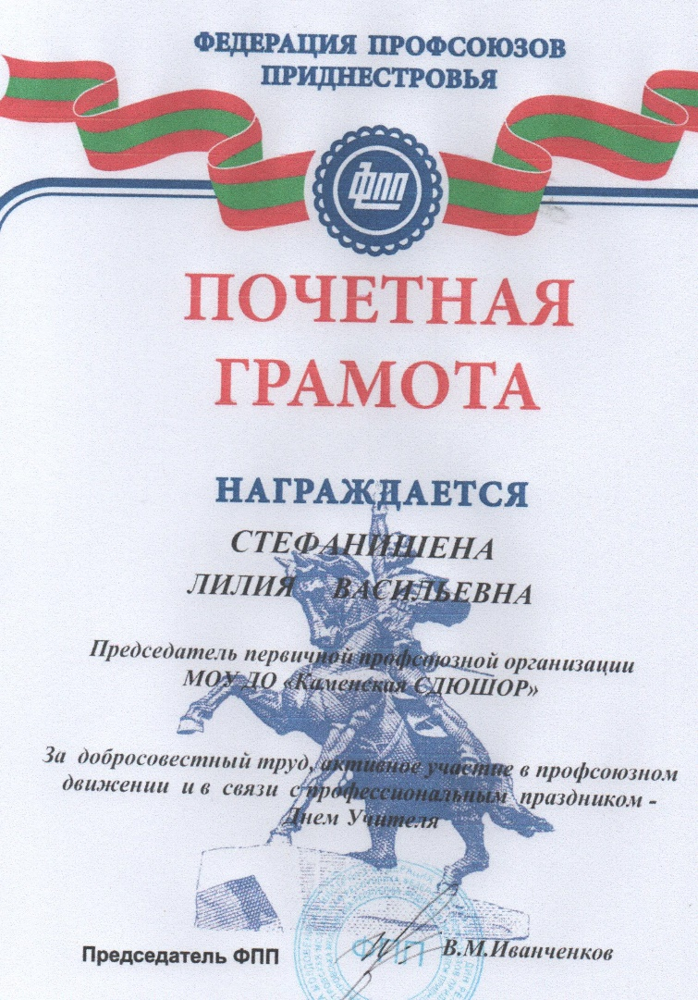 ФЕДЕРАЦИЯ ПРОФСОЮЗОВ
ПРИДНЕСТРОВЬЯ
ФПП
ПОЧЕТНАЯ
ГРАМОТА
НАГРАЖДАЕТСЯ
СТЕФАНИШЕНА
ЛИЛИЯ ВАСИЛЬЕВНА
Председатель первичной профсоюзной организации
МОУ ДО «Каменская СДЮШОР»
За добросовестный труд, активное участие в профсоюзном
движении и в связи с профессиональным праздником -
Днем Учителя
ФПП
Председатель ФПП В.М.Иванченков